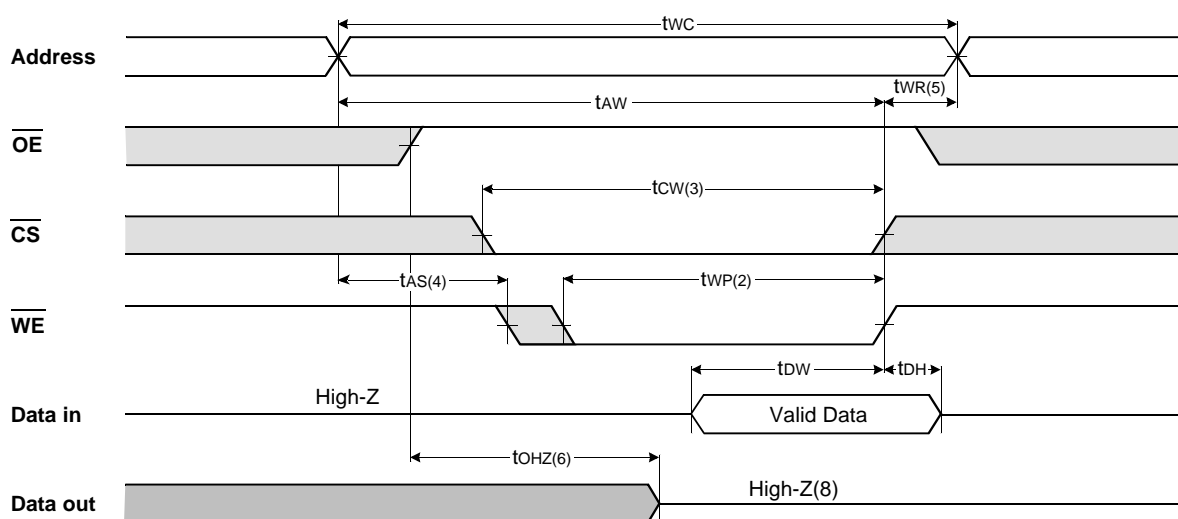 tWC
Address
tWR(5)
tAW
OE
tCW(3)
CS
tAS(4)
tWP(2)
WE
tDW
tDH
High-Z
Data in
Valid Data
tOHZ(6)
High-Z(8)
Data out